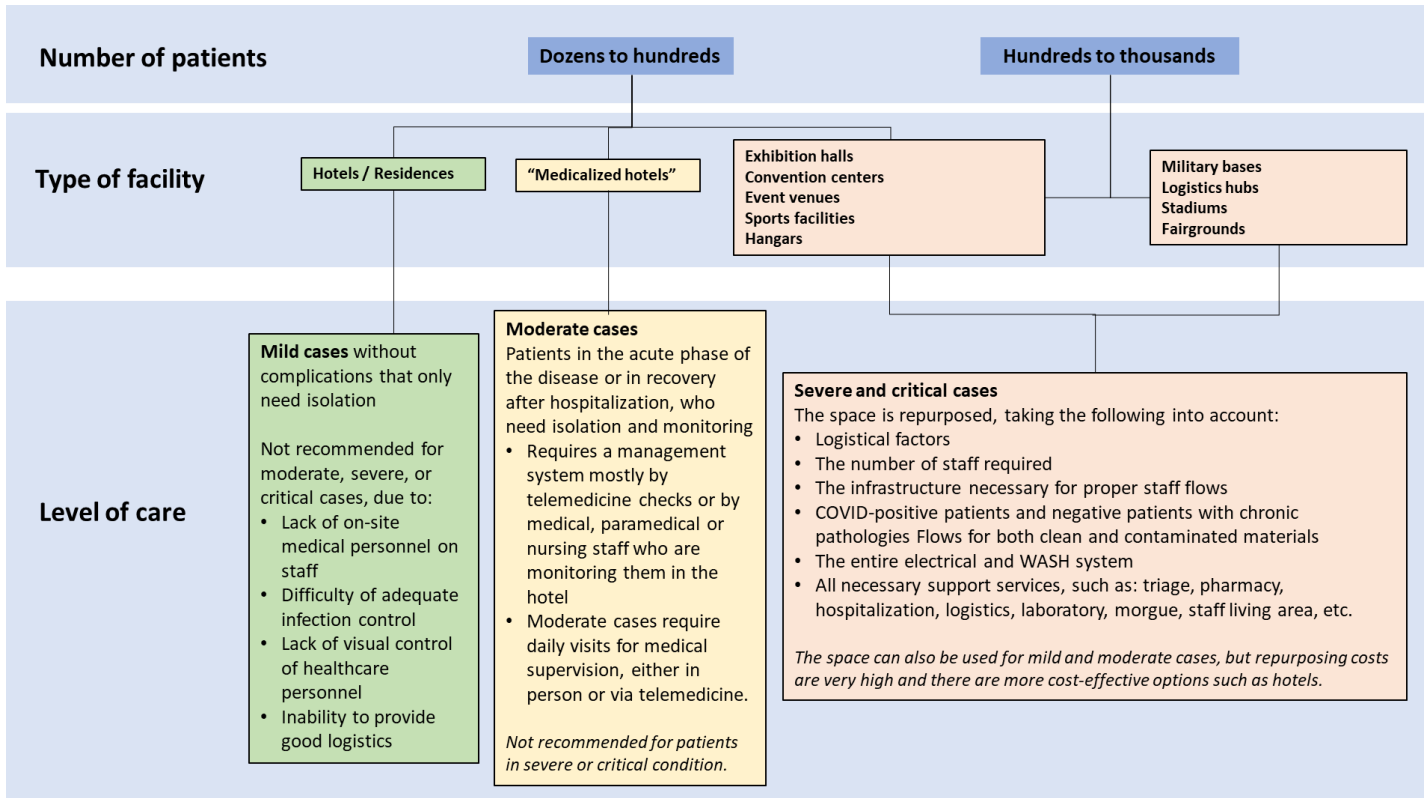 Number of patients
Dozens to hundreds
Hundreds to thousands
Type of facility
Hotels / Residences
“Medicalized hotels”
Exhibition halls
Convention centers
Event venues
Sports facilities
Hangars
Military bases
Logistics hubs
Stadiums
Fairgrounds
Level of care
Mild cases without
complications that only
need isolation
Not recommended for
moderate, severe, or
critical cases, due to:
• Lack of on-site
medical personnel on
staff
• Difficulty of adequate
infection control
• Lack of visual control
of healthcare
personnel
• Inability to provide
good logistics
Moderate cases
Patients in the acute phase of
the disease or in recovery
after hospitalization, who
need isolation and monitoring
• Requires a management
system mostly by
telemedicine checks or by
medical, paramedical or
nursing staff who are
monitoring them in the
hotel
• Moderate cases require
daily visits for medical
supervision, either in
person or via telemedicine.
Not recommended for patients
in severe or critical condition.
Severe and critical cases
The space is repurposed, taking the following into account:
• Logistical factors
• The number of staff required
• The infrastructure necessary for proper staff flows
• COVID-positive patients and negative patients with chronic
pathologies Flows for both clean and contaminated materials
• The entire electrical and WASH system
• All necessary support services, such as: triage, pharmacy,
hospitalization, logistics, laboratory, morgue, staff living area, etc.
The space can also be used for mild and moderate cases, but repurposing costs
are very high and there are more cost-effective options such as hotels.